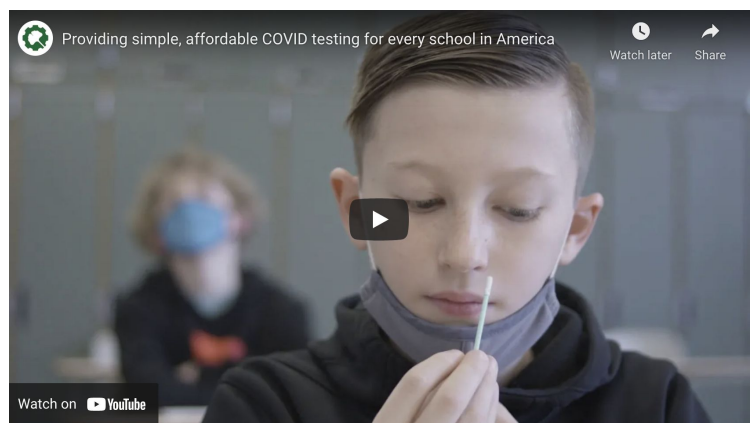 Providing simple, affordable COVID testing for every school in America
Watch later
Share
Watch on YouTube